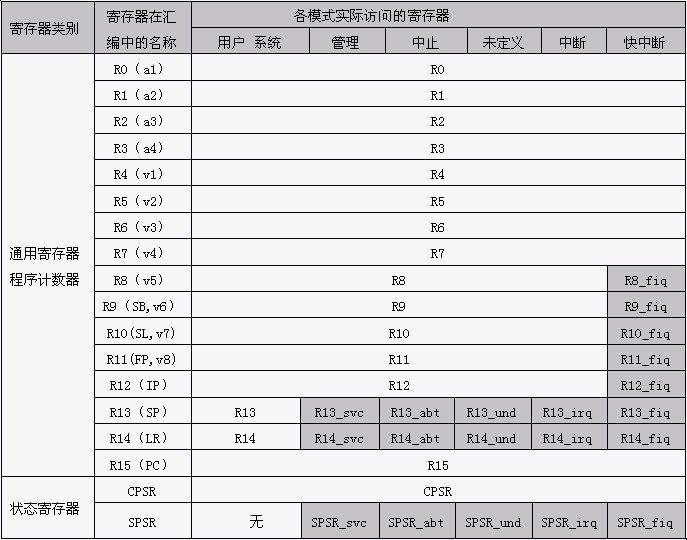 寄存器类别 寄存器在汇编中的名称 各模式实际访问的寄存器
用户 系统 管理 中止 未定义 中断 快中断
通用寄存器程序计数器
R0（a1） R0
R1（a2） R1
R2（a3） R2
R3（a4） R3
R4（v1） R4
R5（v2） R5
R6（v3） R6
R7（v4） R7
R8（v5） R8 R8_fiq
R9（SB,v6） R9 R9_fiq
R10(SL,v7) R10 R10_fiq
R11(FP,v8) R11 R11_fiq
R12（IP） R12 R12_fiq
R13（SP） R13 R13_svc R13_abt R13_und R13_irq R13_fiq
R14（LR） R14 R14_svc R14_abt R14_und R14_irq R14_fiq
R15（PC） R15
状态寄存器
CPSR CPSR
SPSR 无 SPSR_svc SPSR_abt SPSR_und SPSR_irq SPSR_fiq